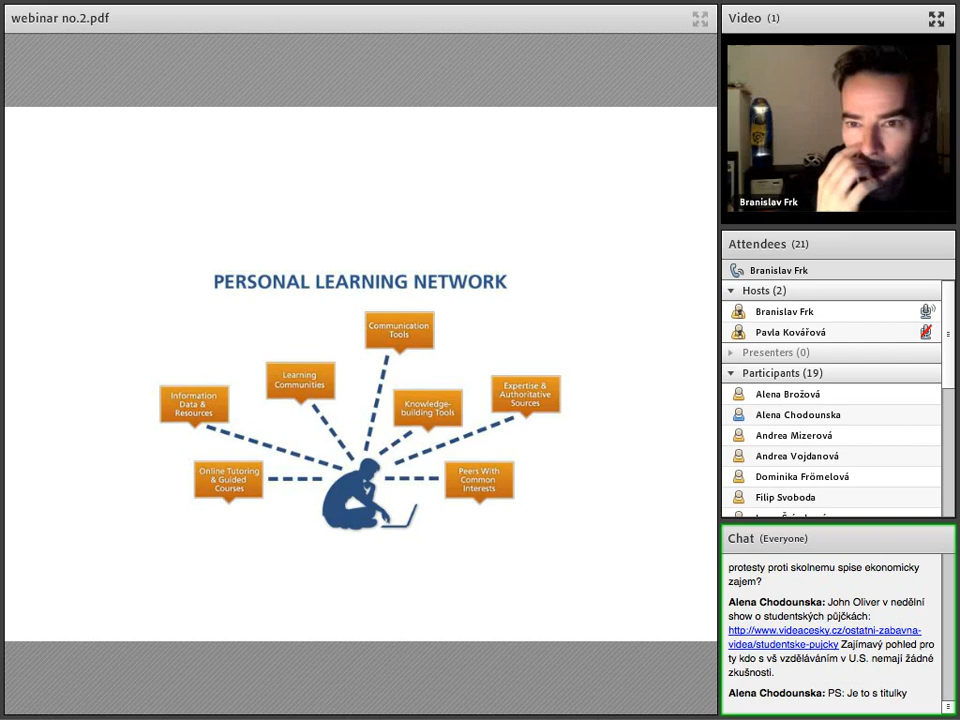 webinar no.2.pdf
PERSONAL LEARNING NETWORK
Communication
Tools
Learning
Communities
Information
Data &
Resources
Knowledge-
building Tools
Expertise &
Authoritative
Sources
Online Tutoring
& Guided
Courses
Peers With
Common
Interests
Video (1)
Branislav Frk
Attendees (21)
Branislav Frk
Hosts (2)
Branislav Frk
Pavla Kovářová
Presenters (0)
Participants (19)
Alena Brožová
Alena Chodounska
Andrea Mizerová
Andrea Vojdanová
Dominika Frömelová
Filip Svoboda
Chat (Everyone)
protesty proti skolnemu spise ekonomicky
zajem?
Alena Chodounska: John Oliver v nedělní
show o studentských půjčkách:
http://www.videacesky.cz/ostatni-zabavna-
videa/studentske-pujcky Zajímavý pohled pro
ty kdo s vš vzděláváním v U.S. nemají žádné
zkušnosti.
Alena Chodounska: PS: Je to s titulky